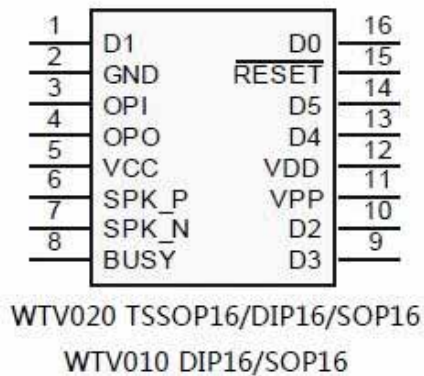 1 D1 D0 16
2 GND RESET 15
3 OPI D5 14
4 OPO D4 13
5 VCC VDD 12
6 SPK_P VPP 11
7 SPK_N D2 10
8 BUSY D3 9
WTV020 TSSOP16/DIP16/SOP16
WTV010 DIP16/SOP16